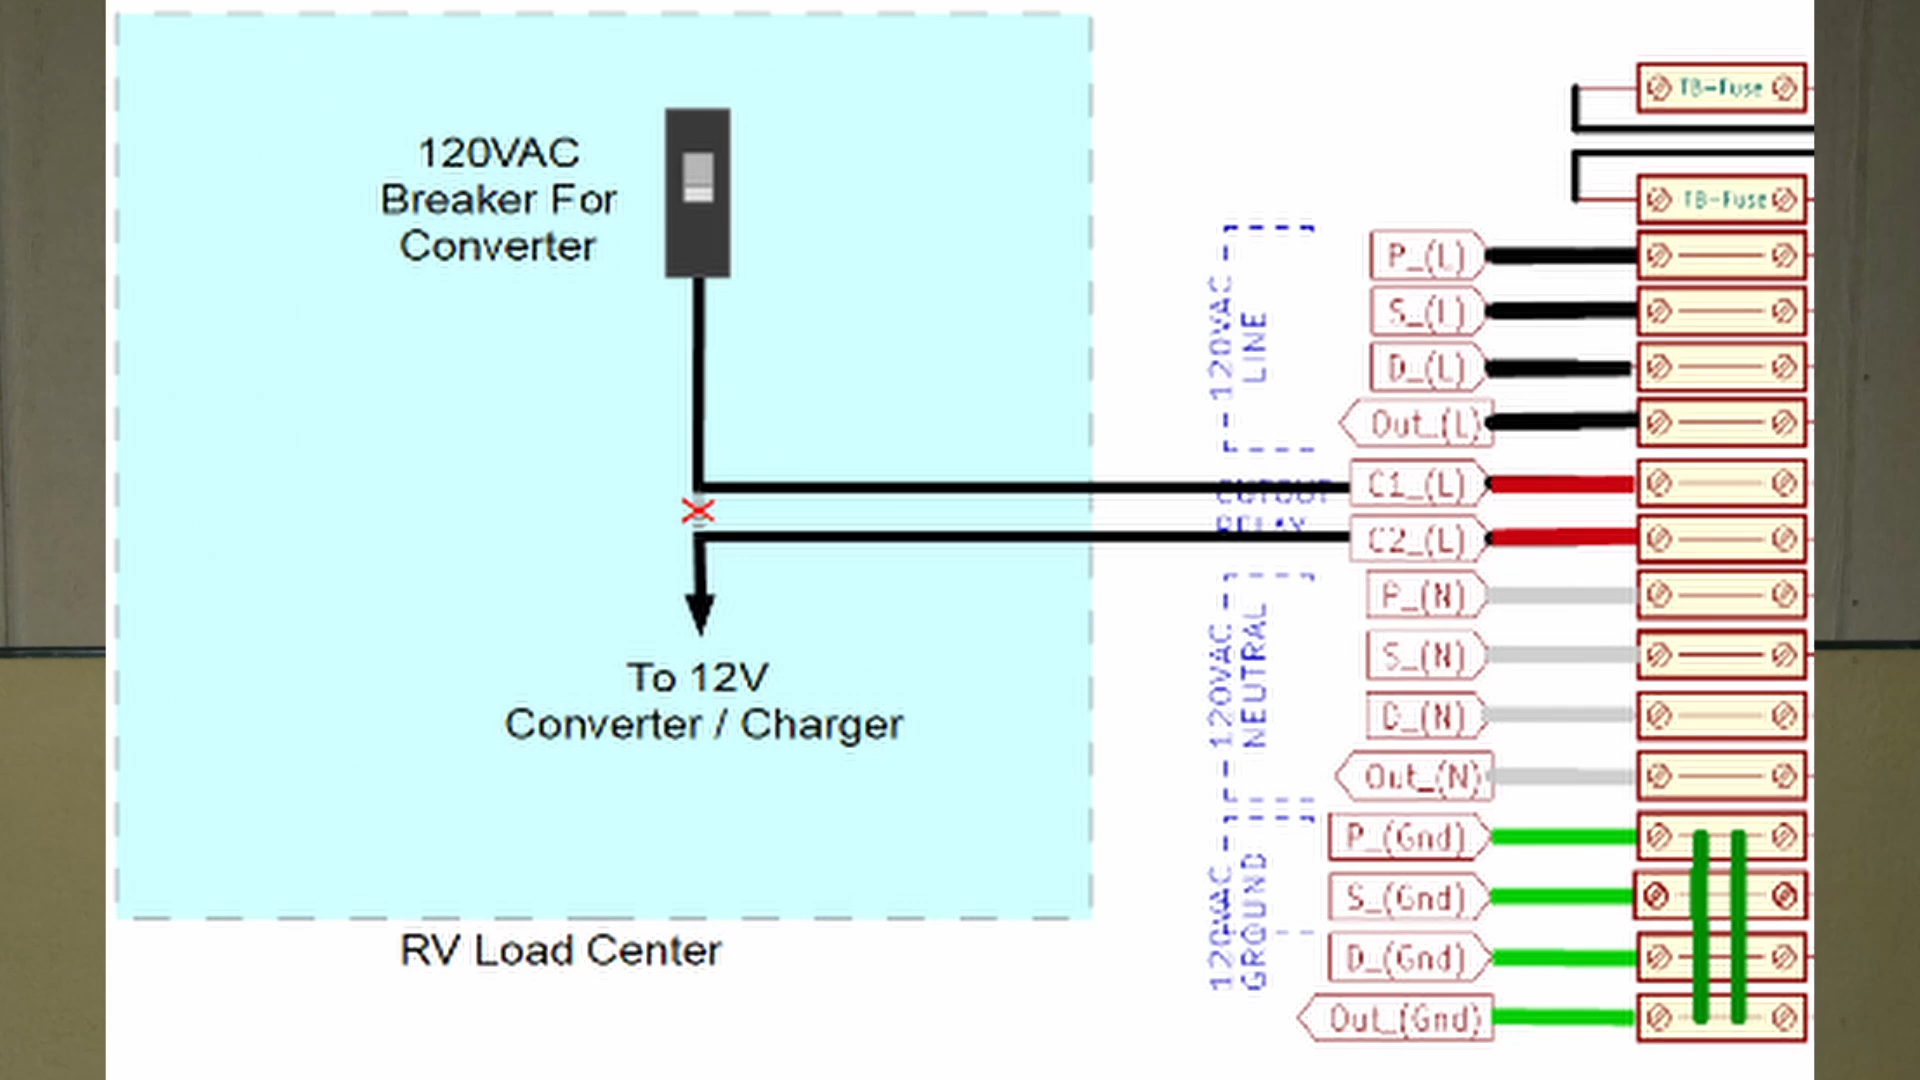 120VAC
Breaker For
Converter
To 12V
Converter / Charger
RV Load Center
120VAC
LINE
CUTOUT
RELAY
120VAC
NEUTRAL
120VAC
GROUND
TB-Fuse
TB-Fuse
P_(L)
S_(L)
D_(L)
Out_(L)
C1_(L)
C2_(L)
P_(N)
S_(N)
D_(N)
Out_(N)
P_(Gnd)
S_(Gnd)
D_(Gnd)
Out_(Gnd)